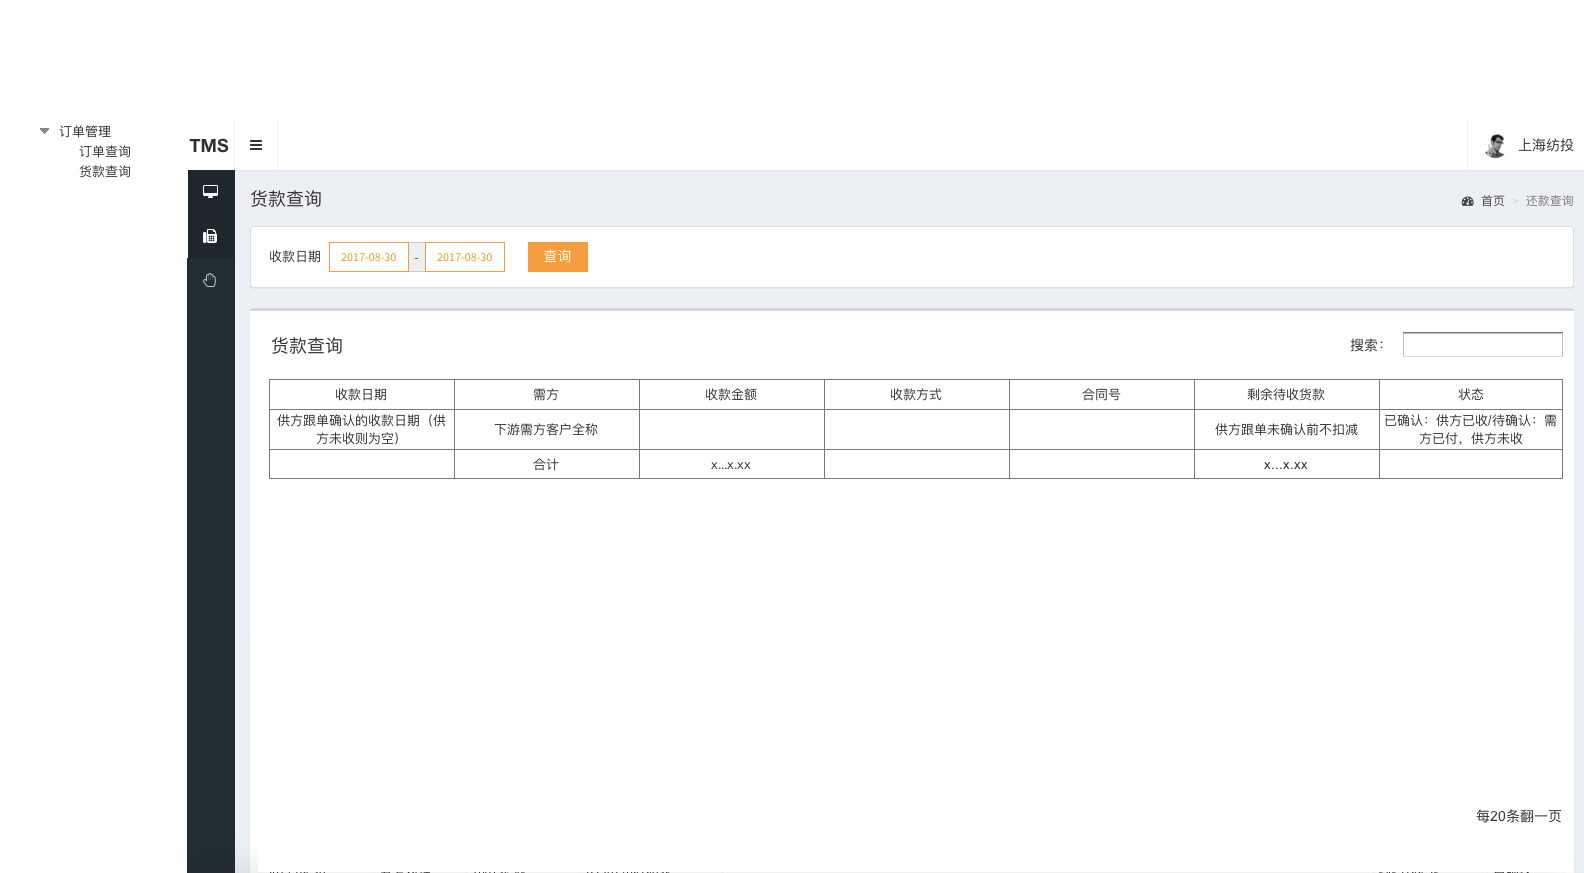 订单管理
订单查询
货款查询
TMS
上海纺投
货款查询
首页 > 还款查询
收款日期 2017-08-30 - 2017-08-30 查询
货款查询
搜索：
收款日期 需方 收款金额 收款方式 合同号 剩余待收货款 状态
供方跟单确认的收款日期（供
方未收则为空）
下游需方客户全称
供方跟单未确认前不扣减
已确认：供方已收/待确认：需
方已付，供方未收
合计 x...x.xx x...x.xx
每20条翻一页